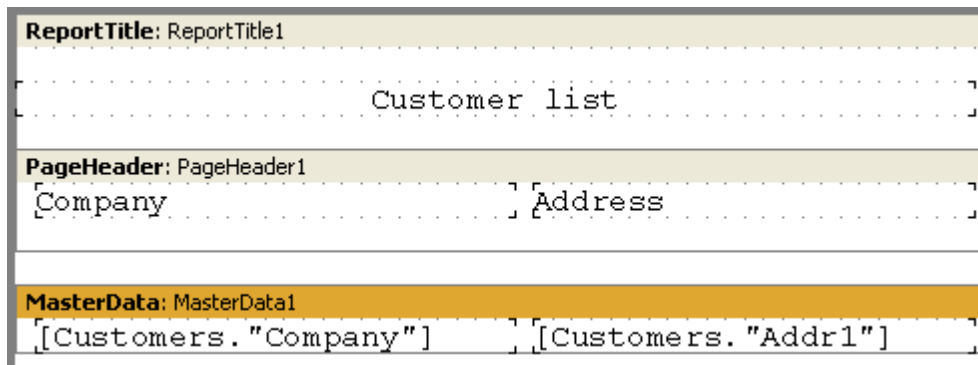 ReportTitle: ReportTitle1
Customer list
PageHeader: PageHeader1
Company Address
MasterData: MasterData1
[Customers."Company"] [Customers."Addr1"]